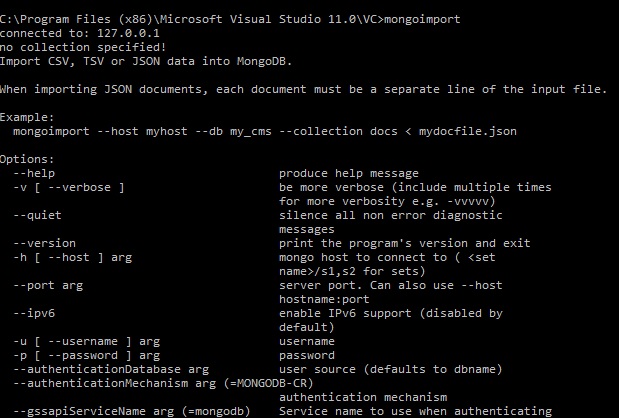 C:\Program Files (x86)\Microsoft Visual Studio 11.0\VC>mongoimport
connected to: 127.0.0.1
no collection specified!
Import CSV, TSV or JSON data into MongoDB.
When importing JSON documents, each document must be a separate line of the input file.
Example:
mongoimport --host myhost --db my_cms --collection docs < mydocfile.json
Options:
--help produce help message
-v [ --verbose ] be more verbose (include multiple times
for more verbosity e.g. -vvvvv)
--quiet silence all non error diagnostic
messages
--version print the program's version and exit
-h [ --host ] arg mongo host to connect to ( <set
name>/s1,s2 for sets)
--port arg server port. Can also use --host
hostname:port
--ipv6 enable IPv6 support (disabled by
default)
-u [ --username ] arg username
-p [ --password ] arg password
--authenticationDatabase arg user source (defaults to dbname)
--authenticationMechanism arg (=MONGODB-CR)
authentication mechanism
--gssapiServiceName arg (=mongodb) Service name to use when authenticating